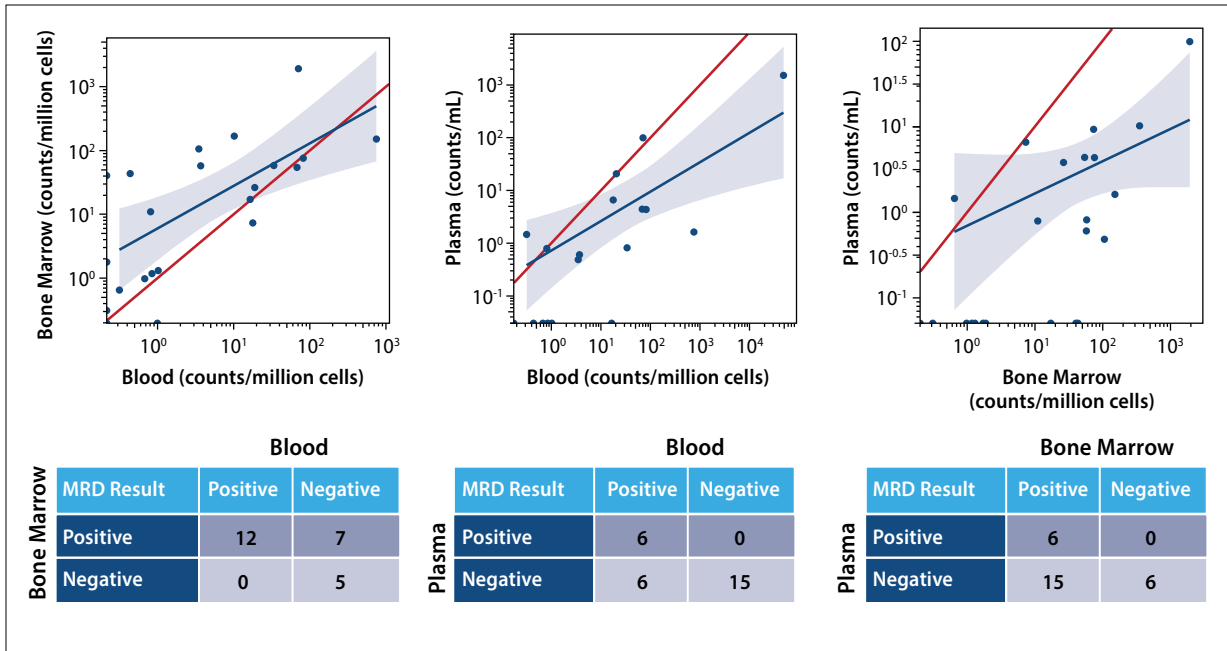 Bone Marrow (counts/million cells)
10³
10²
10¹
10⁰
10⁰ 10¹ 10² 10³
Blood (counts/million cells)
Plasma (counts/mL)
10³
10²
10¹
10⁰
10⁻¹
10⁰ 10¹ 10² 10³ 10⁴
Blood (counts/million cells)
Plasma (counts/mL)
10²
10¹·⁵
10¹
10⁰·⁵
10⁰
10⁻⁰·⁵
10⁻¹
10⁰ 10¹ 10² 10³
Bone Marrow
(counts/million cells)
Blood
Bone Marrow
MRD Result Positive Negative
Positive 12 7
Negative 0 5
Blood
Plasma
MRD Result Positive Negative
Positive 6 0
Negative 6 15
Bone Marrow
Plasma
MRD Result Positive Negative
Positive 6 0
Negative 15 6